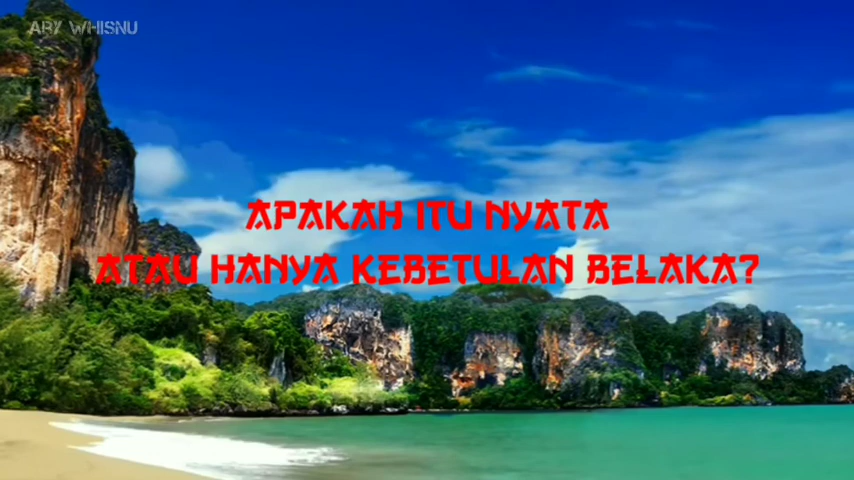 ARY WHISNU
APAKAH ITU NYATA
ATAU HANYA KEBETULAN BELAKA?